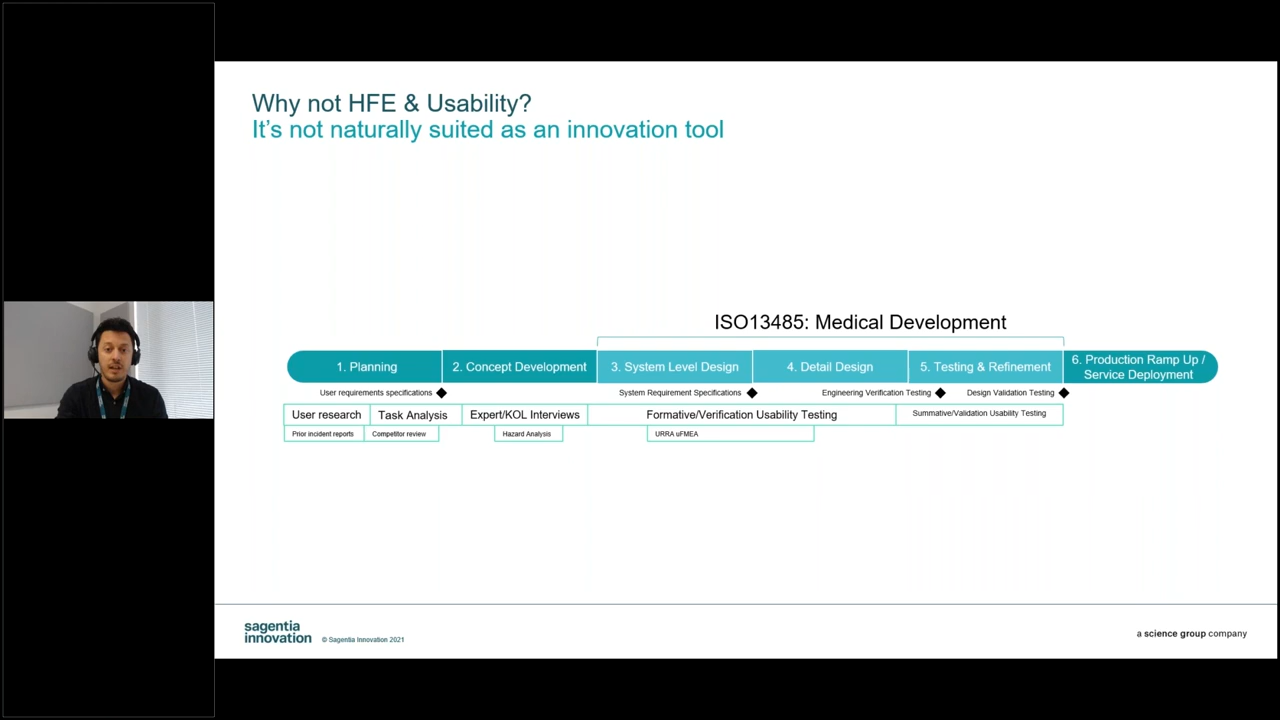 Why not HFE & Usability?
It's not naturally suited as an innovation tool
ISO13485: Medical Development
1. Planning
2. Concept Development
3. System Level Design
4. Detail Design
5. Testing & Refinement
6. Production Ramp Up /
Service Deployment
User requirements specifications
System Requirement Specifications
Engineering Verification Testing
Design Validation Testing
User research
Task Analysis
Expert/KOL Interviews
Formative/Verification Usability Testing
Summative/Validation Usability Testing
Prior incident reports
Competitor review
Hazard Analysis
URRA uFMEA
sagentia
innovation
© Sagentia Innovation 2021
a science group company